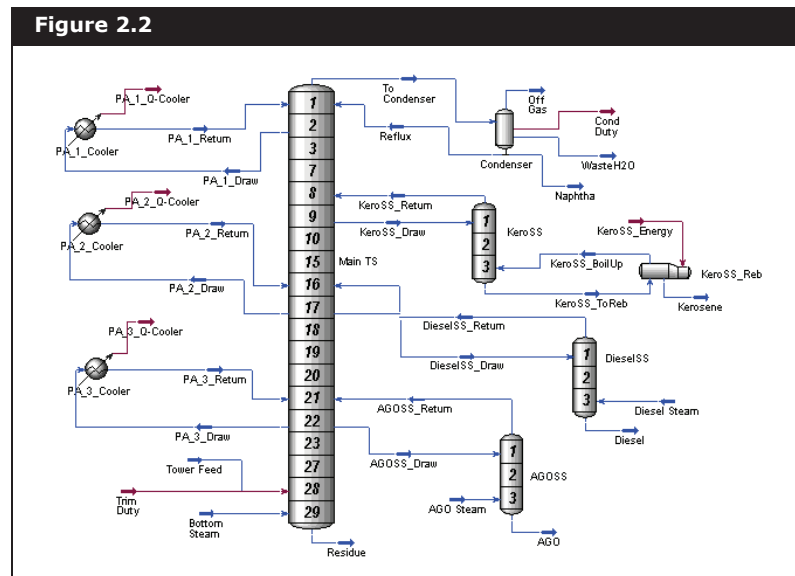 Figure 2.2
PA_1_Q-Cooler
PA_1_Cooler
PA_1_Return
PA_1_Draw
PA_2_Q-Cooler
PA_2_Cooler
PA_2_Return
PA_2_Draw
PA_3_Q-Cooler
PA_3_Cooler
PA_3_Return
PA_3_Draw
Tower Feed
Trim
Duty
Bottom
Steam
1
2
3
7
8
9
10
15
16
17
18
19
20
21
22
23
27
28
29
Main TS
Residue
To
Condenser
Reflux
Condenser
Off
Gas
Cond
Duty
WasteH2O
Naphtha
KeroSS_Return
KeroSS_Draw
1
2
3
KeroSS
KeroSS_Energy
KeroSS_BoilUp
KeroSS_ToReb
KeroSS_Reb
Kerosene
DieselSS_Return
DieselSS_Draw
1
2
3
DieselSS
Diesel Steam
Diesel
AGOSS_Return
AGOSS_Draw
1
2
3
AGOSS
AGO Steam
AGO